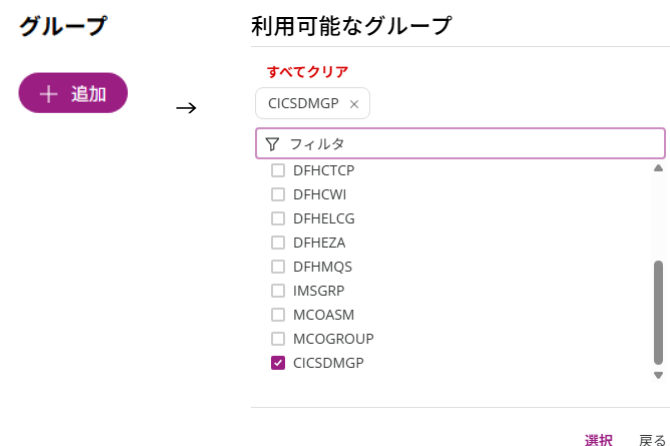 グループ
追加
→
利用可能なグループ
すべてクリア
CICSDMGP ×
フィルタ
DFHCTCP
DFHCWI
DFHELCG
DFHEZA
DFHMQS
IMSGRP
MCOASM
MCOGROUP
CICSDMGP
選択 戻る